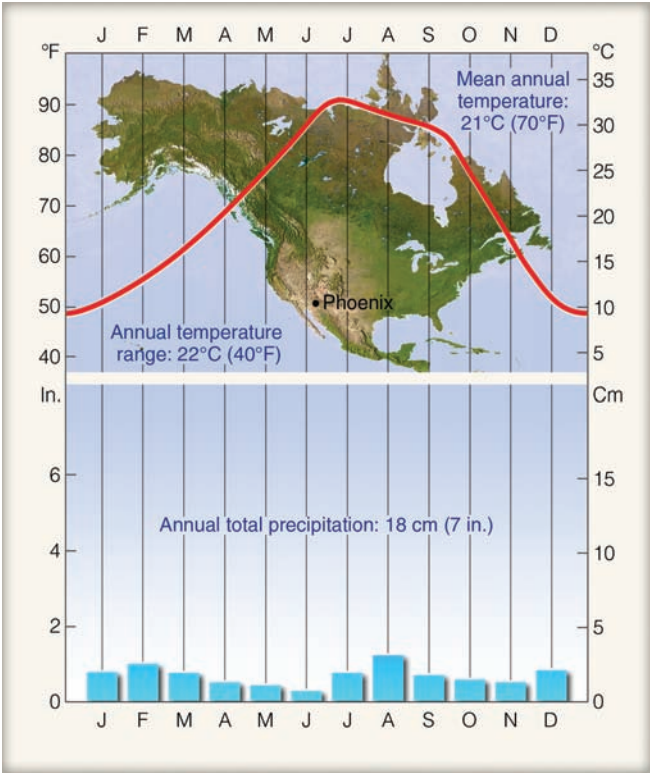 J F M A M J J A S O N D
°F °C
Mean annual
temperature:
21°C (70°F)
90
80
70
60
50
40
35
30
25
20
15
10
5
Phoenix
Annual temperature
range: 22°C (40°F)
In. Cm
6
4
2
0
15
10
5
0
Annual total precipitation: 18 cm (7 in.)
J F M A M J J A S O N D